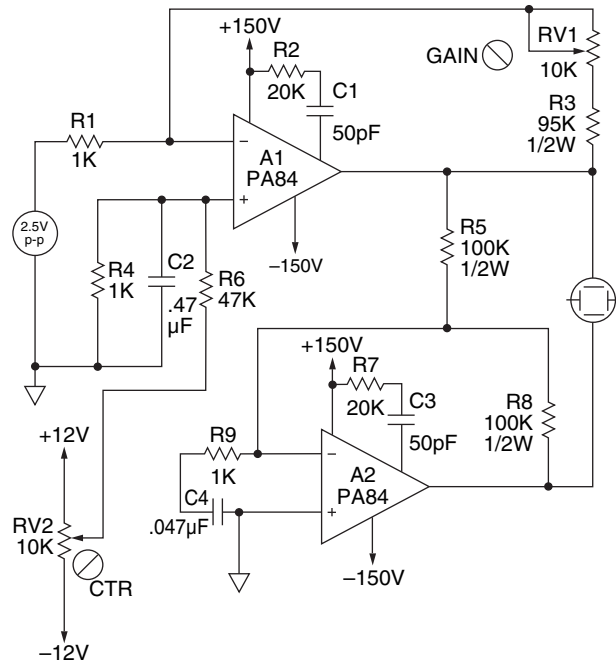 +150V
R2
20K
C1
50pF
GAIN
RV1
10K
R3
95K
1/2W
R1
1K
−
A1
PA84
+
2.5V
p-p
−150V
R4
1K
C2
.47
µF
R6
47K
R5
100K
1/2W
+150V
R7
20K
C3
50pF
R8
100K
1/2W
+12V
R9
1K
−
A2
PA84
+
C4
.047µF
RV2
10K
CTR
−150V
−12V